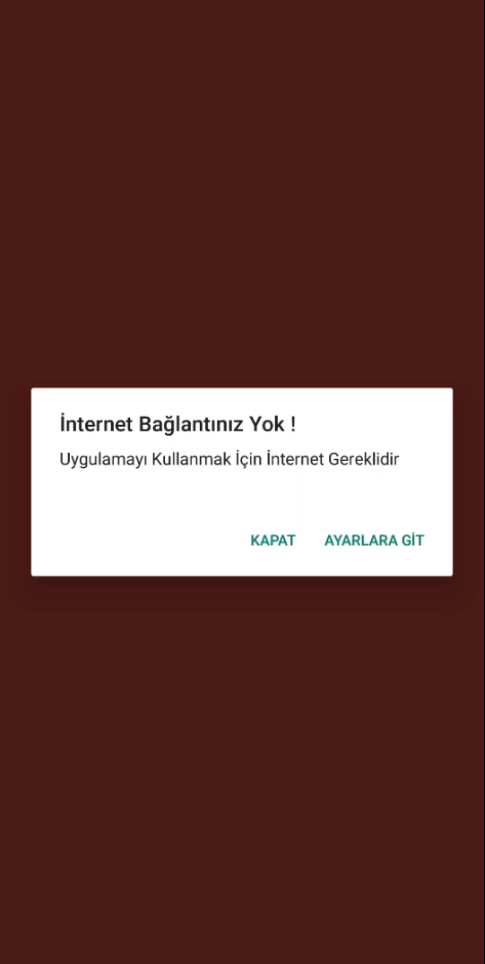 İnternet Bağlantınız Yok !
Uygulamayı Kullanmak İçin İnternet Gereklidir
KAPAT AYARLARA GİT